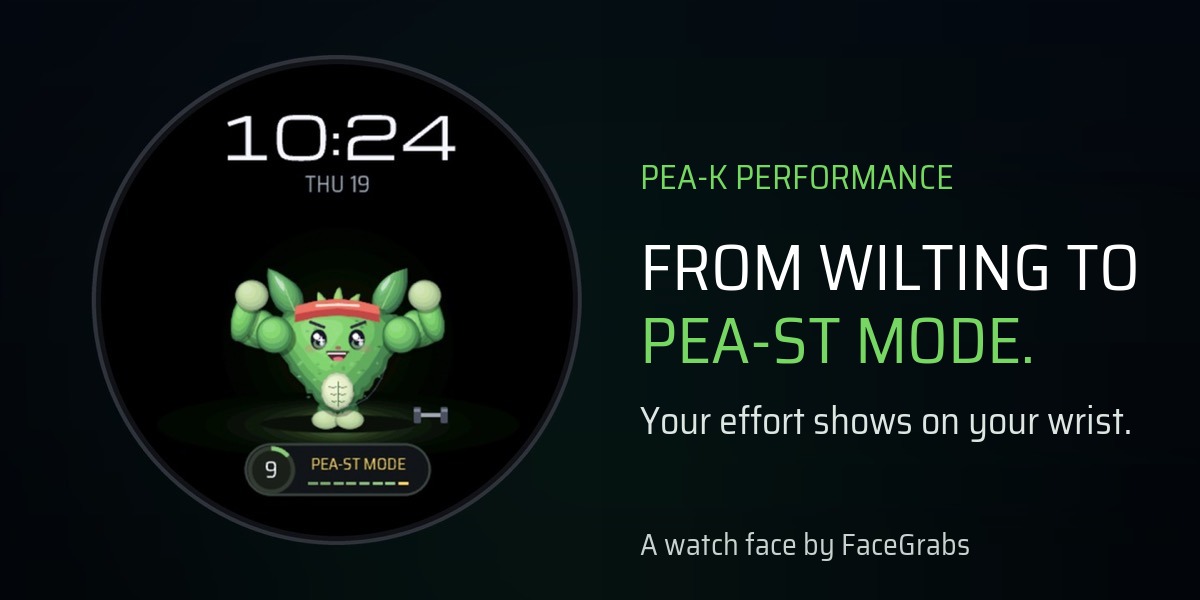 10:24
THU 19
9
PEA-ST MODE
PEA-K PERFORMANCE
FROM WILTING TO
PEA-ST MODE.
Your effort shows on your wrist.
A watch face by FaceGrabs